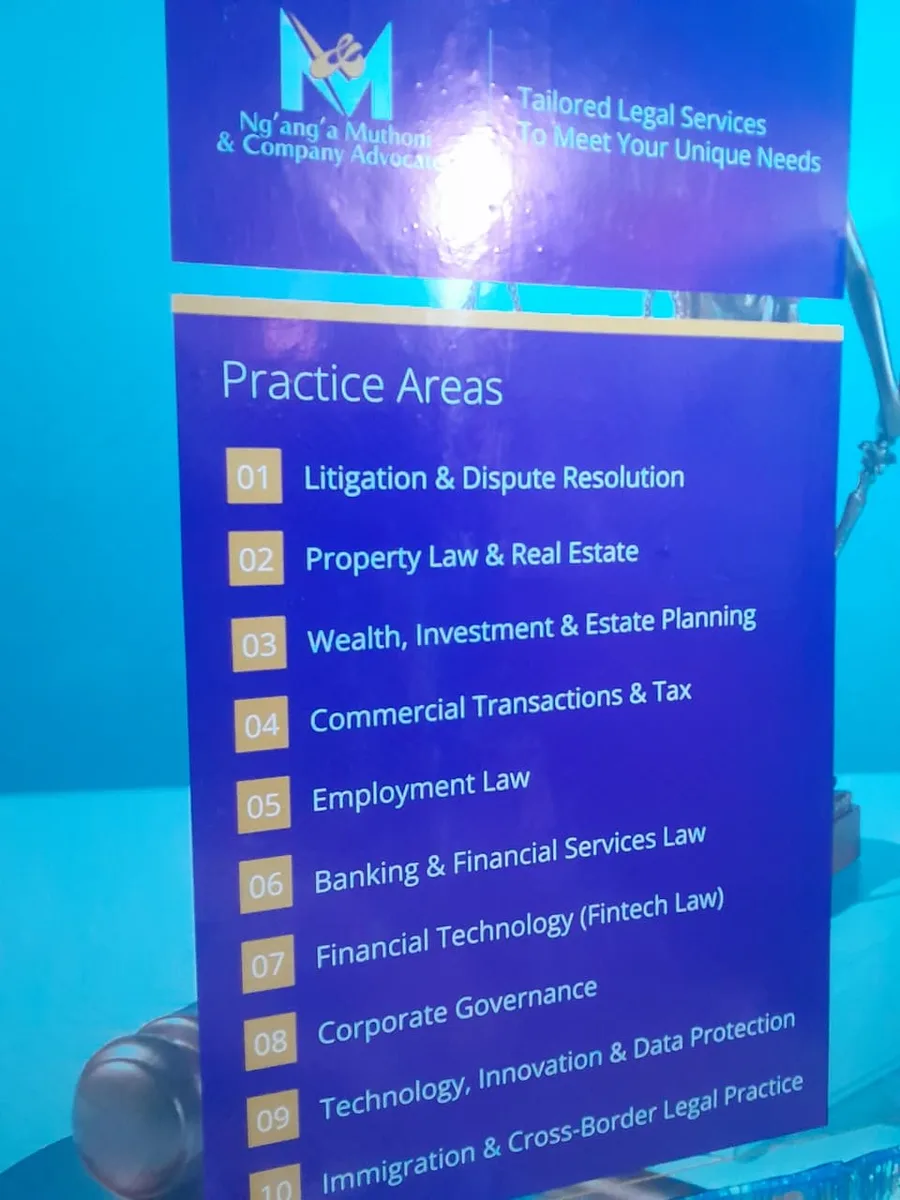 M&M
Ng'ang'a Muthoni
& Company Advocate
Tailored Legal Services
To Meet Your Unique Needs
Practice Areas
01 Litigation & Dispute Resolution
02 Property Law & Real Estate
03 Wealth, Investment & Estate Planning
04 Commercial Transactions & Tax
05 Employment Law
06 Banking & Financial Services Law
07 Financial Technology (Fintech Law)
08 Corporate Governance
09 Technology, Innovation & Data Protection
10 Immigration & Cross-Border Legal Practice